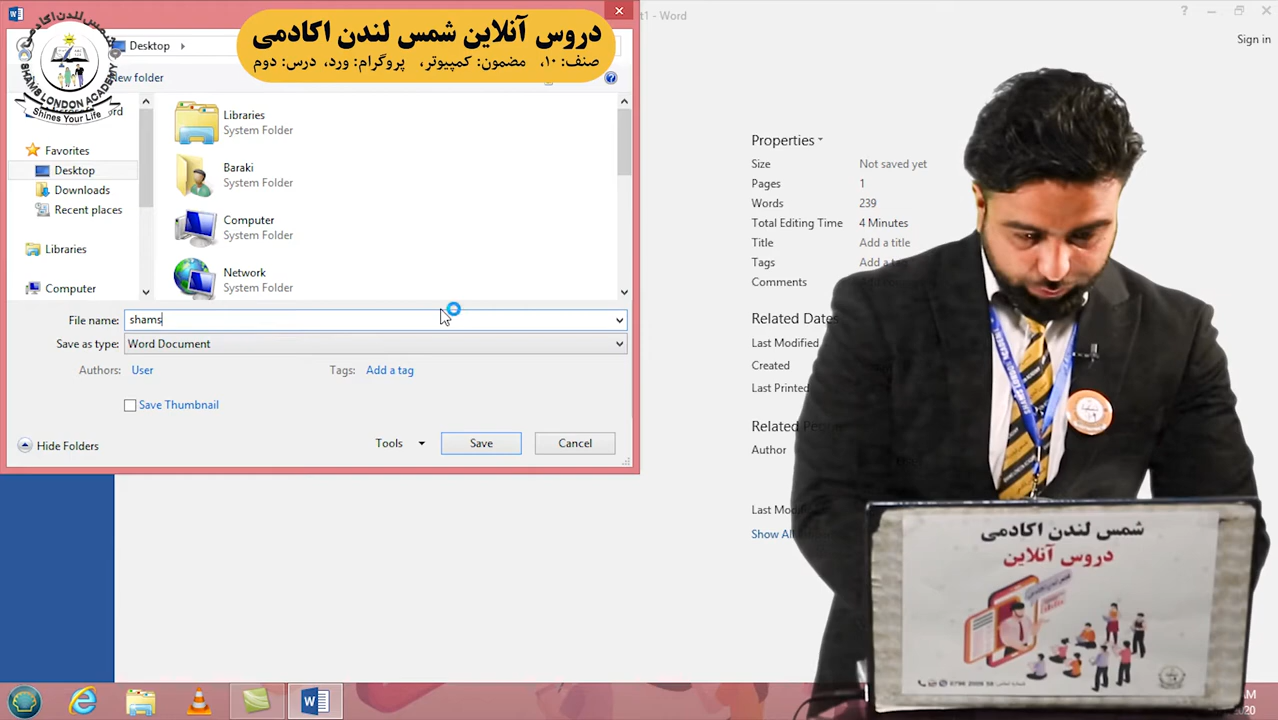 t1 - Word
Sign in
دروس آنلاین شمس لندن اکادمی
صنف: ۱۰، مضمون: کمپیوتر، پروگرام: ورد، درس: دوم
شمس لندن اکادمی
SHAMS LONDON ACADEMY
Shines Your Life
Desktop
New folder
Favorites
Desktop
Downloads
Recent places
Libraries
Computer
Libraries
System Folder
Baraki
System Folder
Computer
System Folder
Network
System Folder
File name: shams
Save as type: Word Document
Authors: User Tags: Add a tag
Save Thumbnail
Hide Folders
Tools Save Cancel
Properties
Size Not saved yet
Pages 1
Words 239
Total Editing Time 4 Minutes
Title Add a title
Tags Add a
Comments
Related Dates
Last Modified
Created
Last Printed
Related
Author
Last
Show
شمس لندن اکادمی
دروس آنلاین